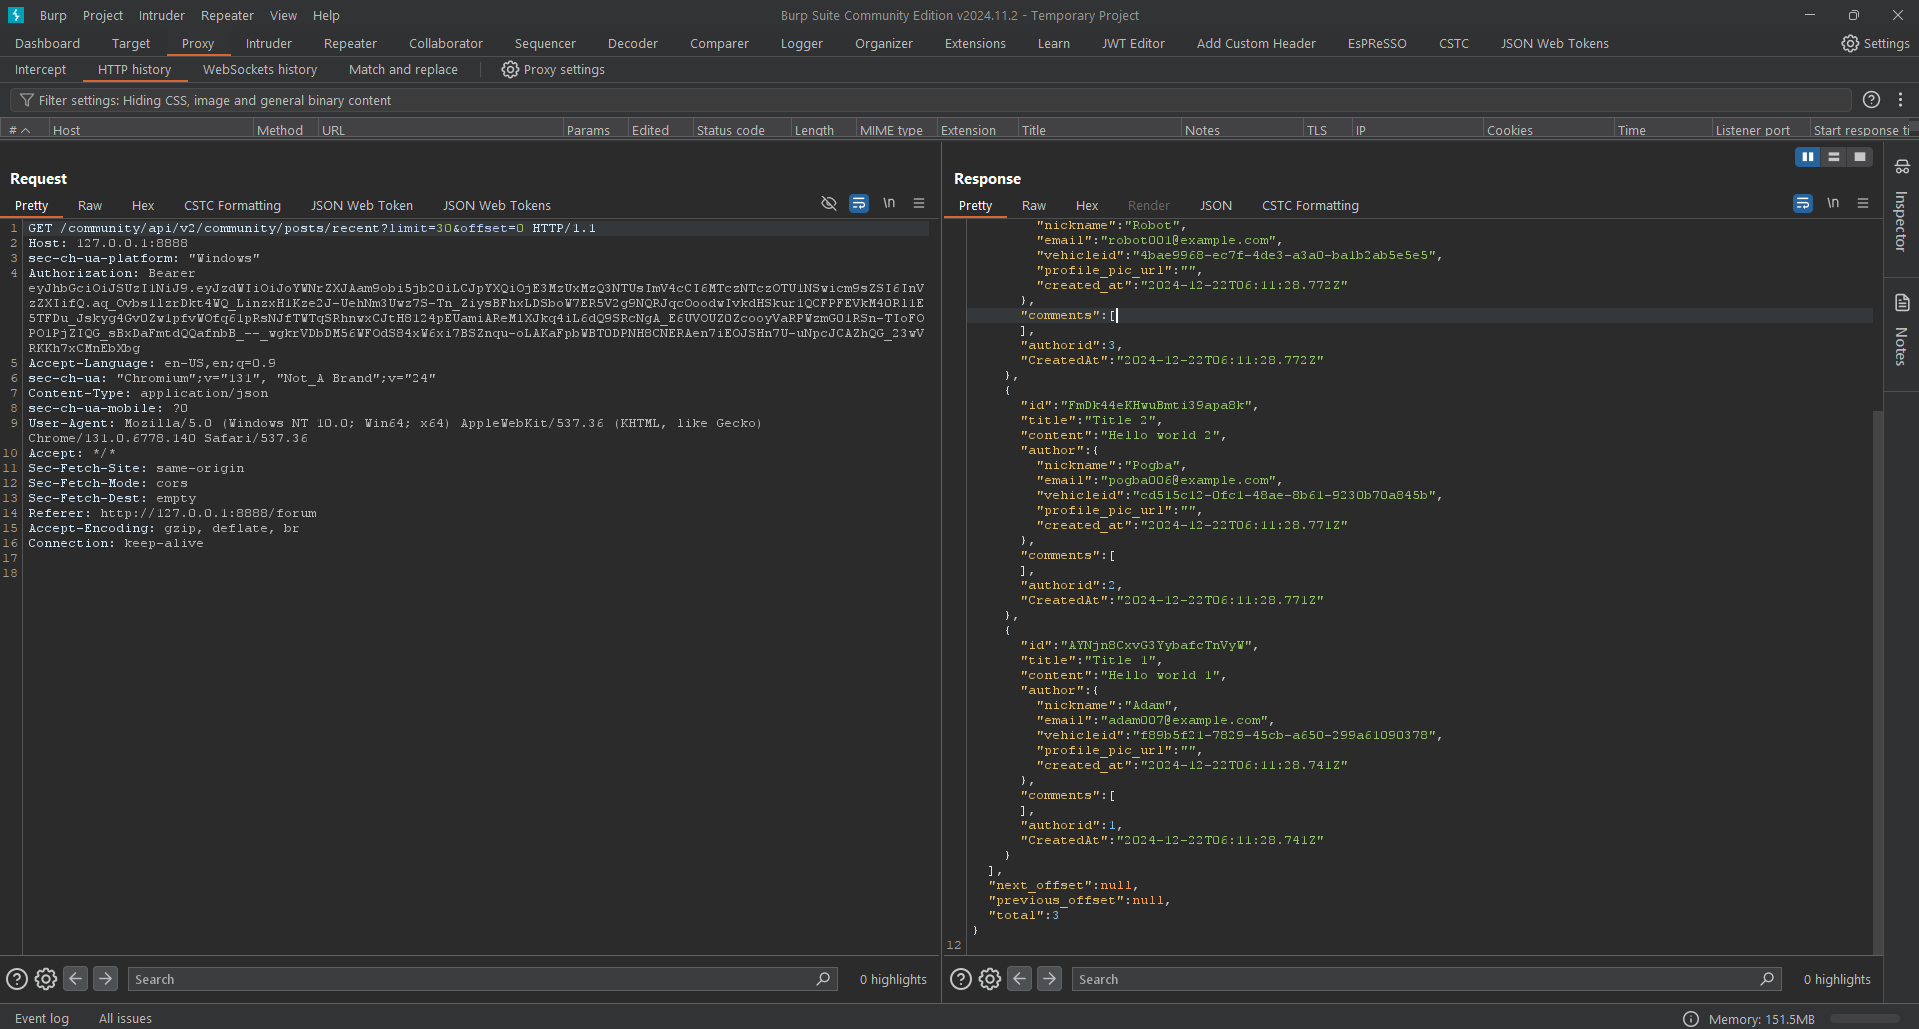 Burp Project Intruder Repeater View Help
Burp Suite Community Edition v2024.11.2 - Temporary Project
Dashboard Target Proxy Intruder Repeater Collaborator Sequencer Decoder Comparer Logger Organizer Extensions Learn JWT Editor Add Custom Header EsPReSSO CSTC JSON Web Tokens Settings
Intercept HTTP history WebSockets history Match and replace Proxy settings
Filter settings: Hiding CSS, image and general binary content
# Host Method URL Params Edited Status code Length MIME type Extension Title Notes TLS IP Cookies Time Listener port Start response ti
Request
Pretty Raw Hex CSTC Formatting JSON Web Token JSON Web Tokens \n
1 GET /community/api/v2/community/posts/recent?limit=30&offset=0 HTTP/1.1
2 Host: 127.0.0.1:8888
3 sec-ch-ua-platform: "Windows"
4 Authorization: Bearer
5 Accept-Language: en-US,en;q=0.9
6 sec-ch-ua: "Chromium";v="131", "Not_A Brand";v="24"
7 Content-Type: application/json
8 sec-ch-ua-mobile: ?0
9 User-Agent: Mozilla/5.0 (Windows NT 10.0; Win64; x64) AppleWebKit/537.36 (KHTML, like Gecko)
Chrome/131.0.6778.140 Safari/537.36
10 Accept: */*
11 Sec-Fetch-Site: same-origin
12 Sec-Fetch-Mode: cors
13 Sec-Fetch-Dest: empty
14 Referer: http://127.0.0.1:8888/forum
15 Accept-Encoding: gzip, deflate, br
16 Connection: keep-alive
17
18
Search
0 highlights
Response
Pretty Raw Hex Render JSON CSTC Formatting \n
"nickname":"Robot",
"email":"robot001@example.com",
"vehicleid":"4bae9968-ec7f-4de3-a3a0-ba1b2ab5e5e5",
"profile_pic_url":"",
"created_at":"2024-12-22T06:11:28.772Z"
},
"comments":[
],
"authorid":3,
"CreatedAt":"2024-12-22T06:11:28.772Z"
},
{
"id":"FmDk44eKHwuBmti39apa8k",
"title":"Title 2",
"content":"Hello world 2",
"author":{
"nickname":"Pogba",
"email":"pogba006@example.com",
"vehicleid":"cd515c12-0fc1-48ae-8b61-9230b70a845b",
"profile_pic_url":"",
"created_at":"2024-12-22T06:11:28.771Z"
},
"comments":[
],
"authorid":2,
"CreatedAt":"2024-12-22T06:11:28.771Z"
},
{
"id":"AYNjn8CxvG3YybafcTnVyW",
"title":"Title 1",
"content":"Hello world 1",
"author":{
"nickname":"Adam",
"email":"adam007@example.com",
"vehicleid":"f89b5f21-7829-45cb-a650-299a61090378",
"profile_pic_url":"",
"created_at":"2024-12-22T06:11:28.741Z"
},
"comments":[
],
"authorid":1,
"CreatedAt":"2024-12-22T06:11:28.741Z"
}
],
"next_offset":null,
"previous_offset":null,
"total":3
}
12
Search
0 highlights
Inspector
Notes
Event log All issues
Memory: 151.5MB